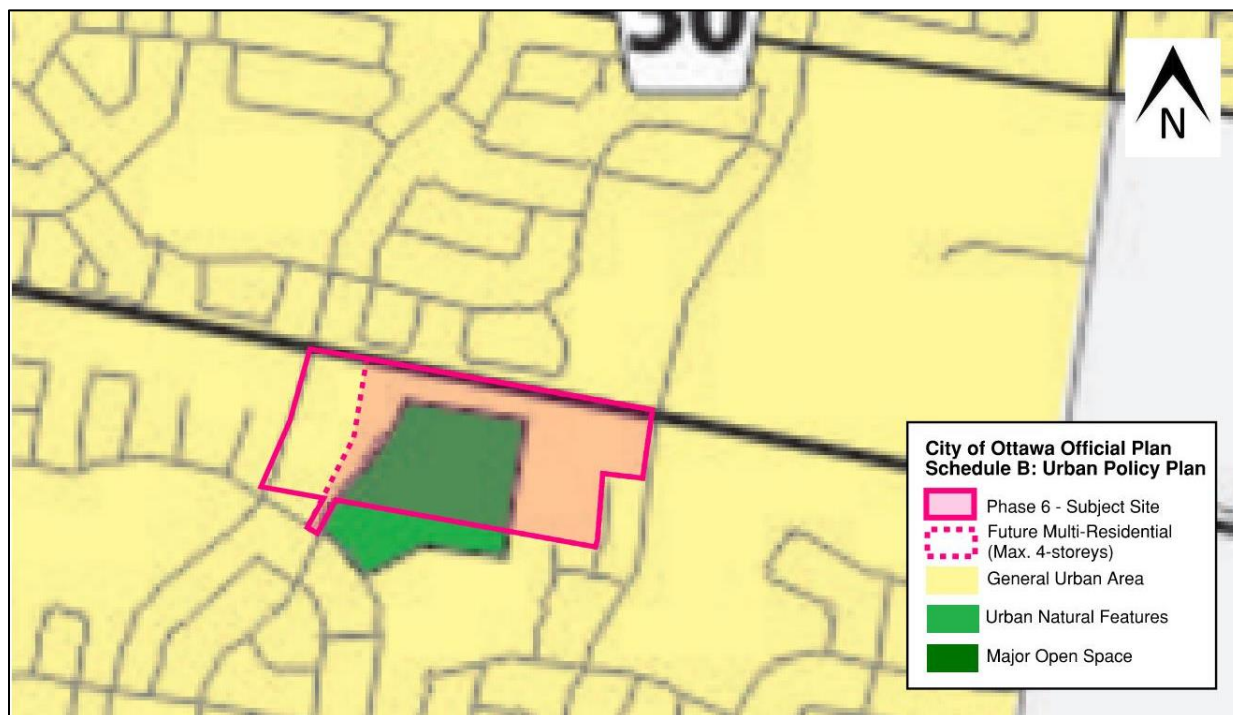 30
N
City of Ottawa Official Plan
Schedule B: Urban Policy Plan
Phase 6 - Subject Site
Future Multi-Residential
(Max. 4-storeys)
General Urban Area
Urban Natural Features
Major Open Space